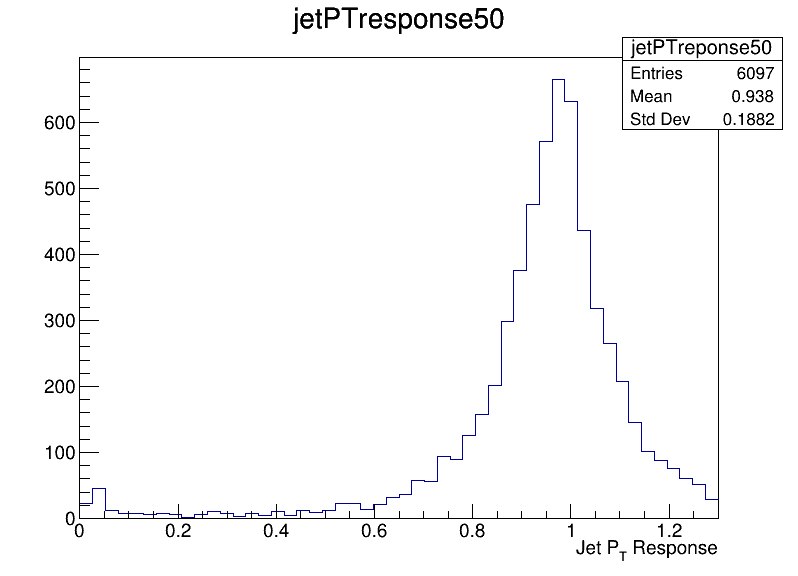 jetPTresponse50
jetPTreponse50
Entries 6097
Mean 0.938
Std Dev 0.1882
600
500
400
300
200
100
0
0 0.2 0.4 0.6 0.8 1 1.2
Jet P_T Response